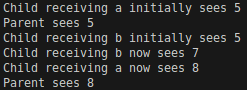 Child receiving a initially sees 5
Parent sees 5
Child receiving b initially sees 5
Child receiving b now sees 7
Child receiving a now sees 8
Parent sees 8